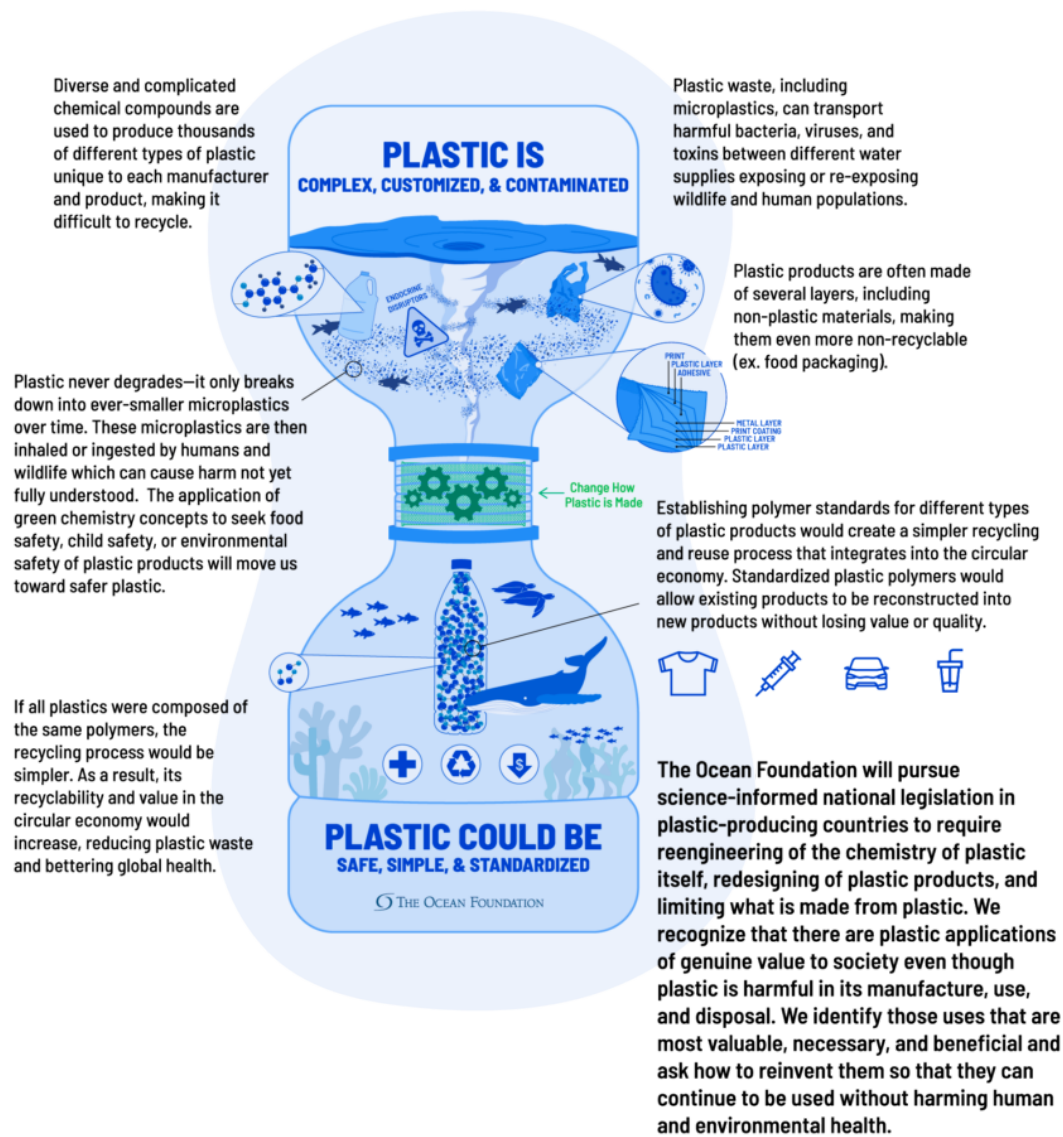 Diverse and complicated
chemical compounds are
used to produce thousands
of different types of plastic
unique to each manufacturer
and product, making it
difficult to recycle.
PLASTIC IS
COMPLEX, CUSTOMIZED, & CONTAMINATED
Plastic waste, including
microplastics, can transport
harmful bacteria, viruses, and
toxins between different water
supplies exposing or re-exposing
wildlife and human populations.
ENDOCRINE
DISRUPTORS
Plastic products are often made
of several layers, including
non-plastic materials, making
them even more non-recyclable
(ex. food packaging).
PRINT
PLASTIC LAYER
ADHESIVE
METAL LAYER
PRINT COATING
PLASTIC LAYER
PLASTIC LAYER
Plastic never degrades—it only breaks
down into ever-smaller microplastics
over time. These microplastics are then
inhaled or ingested by humans and
wildlife which can cause harm not yet
fully understood. The application of
green chemistry concepts to seek food
safety, child safety, or environmental
safety of plastic products will move us
toward safer plastic.
Change How
Plastic is Made
Establishing polymer standards for different types
of plastic products would create a simpler recycling
and reuse process that integrates into the circular
economy. Standardized plastic polymers would
allow existing products to be reconstructed into
new products without losing value or quality.
If all plastics were composed of
the same polymers, the
recycling process would be
simpler. As a result, its
recyclability and value in the
circular economy would
increase, reducing plastic waste
and bettering global health.
$
PLASTIC COULD BE
SAFE, SIMPLE, & STANDARDIZED
THE OCEAN FOUNDATION
The Ocean Foundation will pursue
science-informed national legislation in
plastic-producing countries to require
reengineering of the chemistry of plastic
itself, redesigning of plastic products, and
limiting what is made from plastic. We
recognize that there are plastic applications
of genuine value to society even though
plastic is harmful in its manufacture, use,
and disposal. We identify those uses that are
most valuable, necessary, and beneficial and
ask how to reinvent them so that they can
continue to be used without harming human
and environmental health.